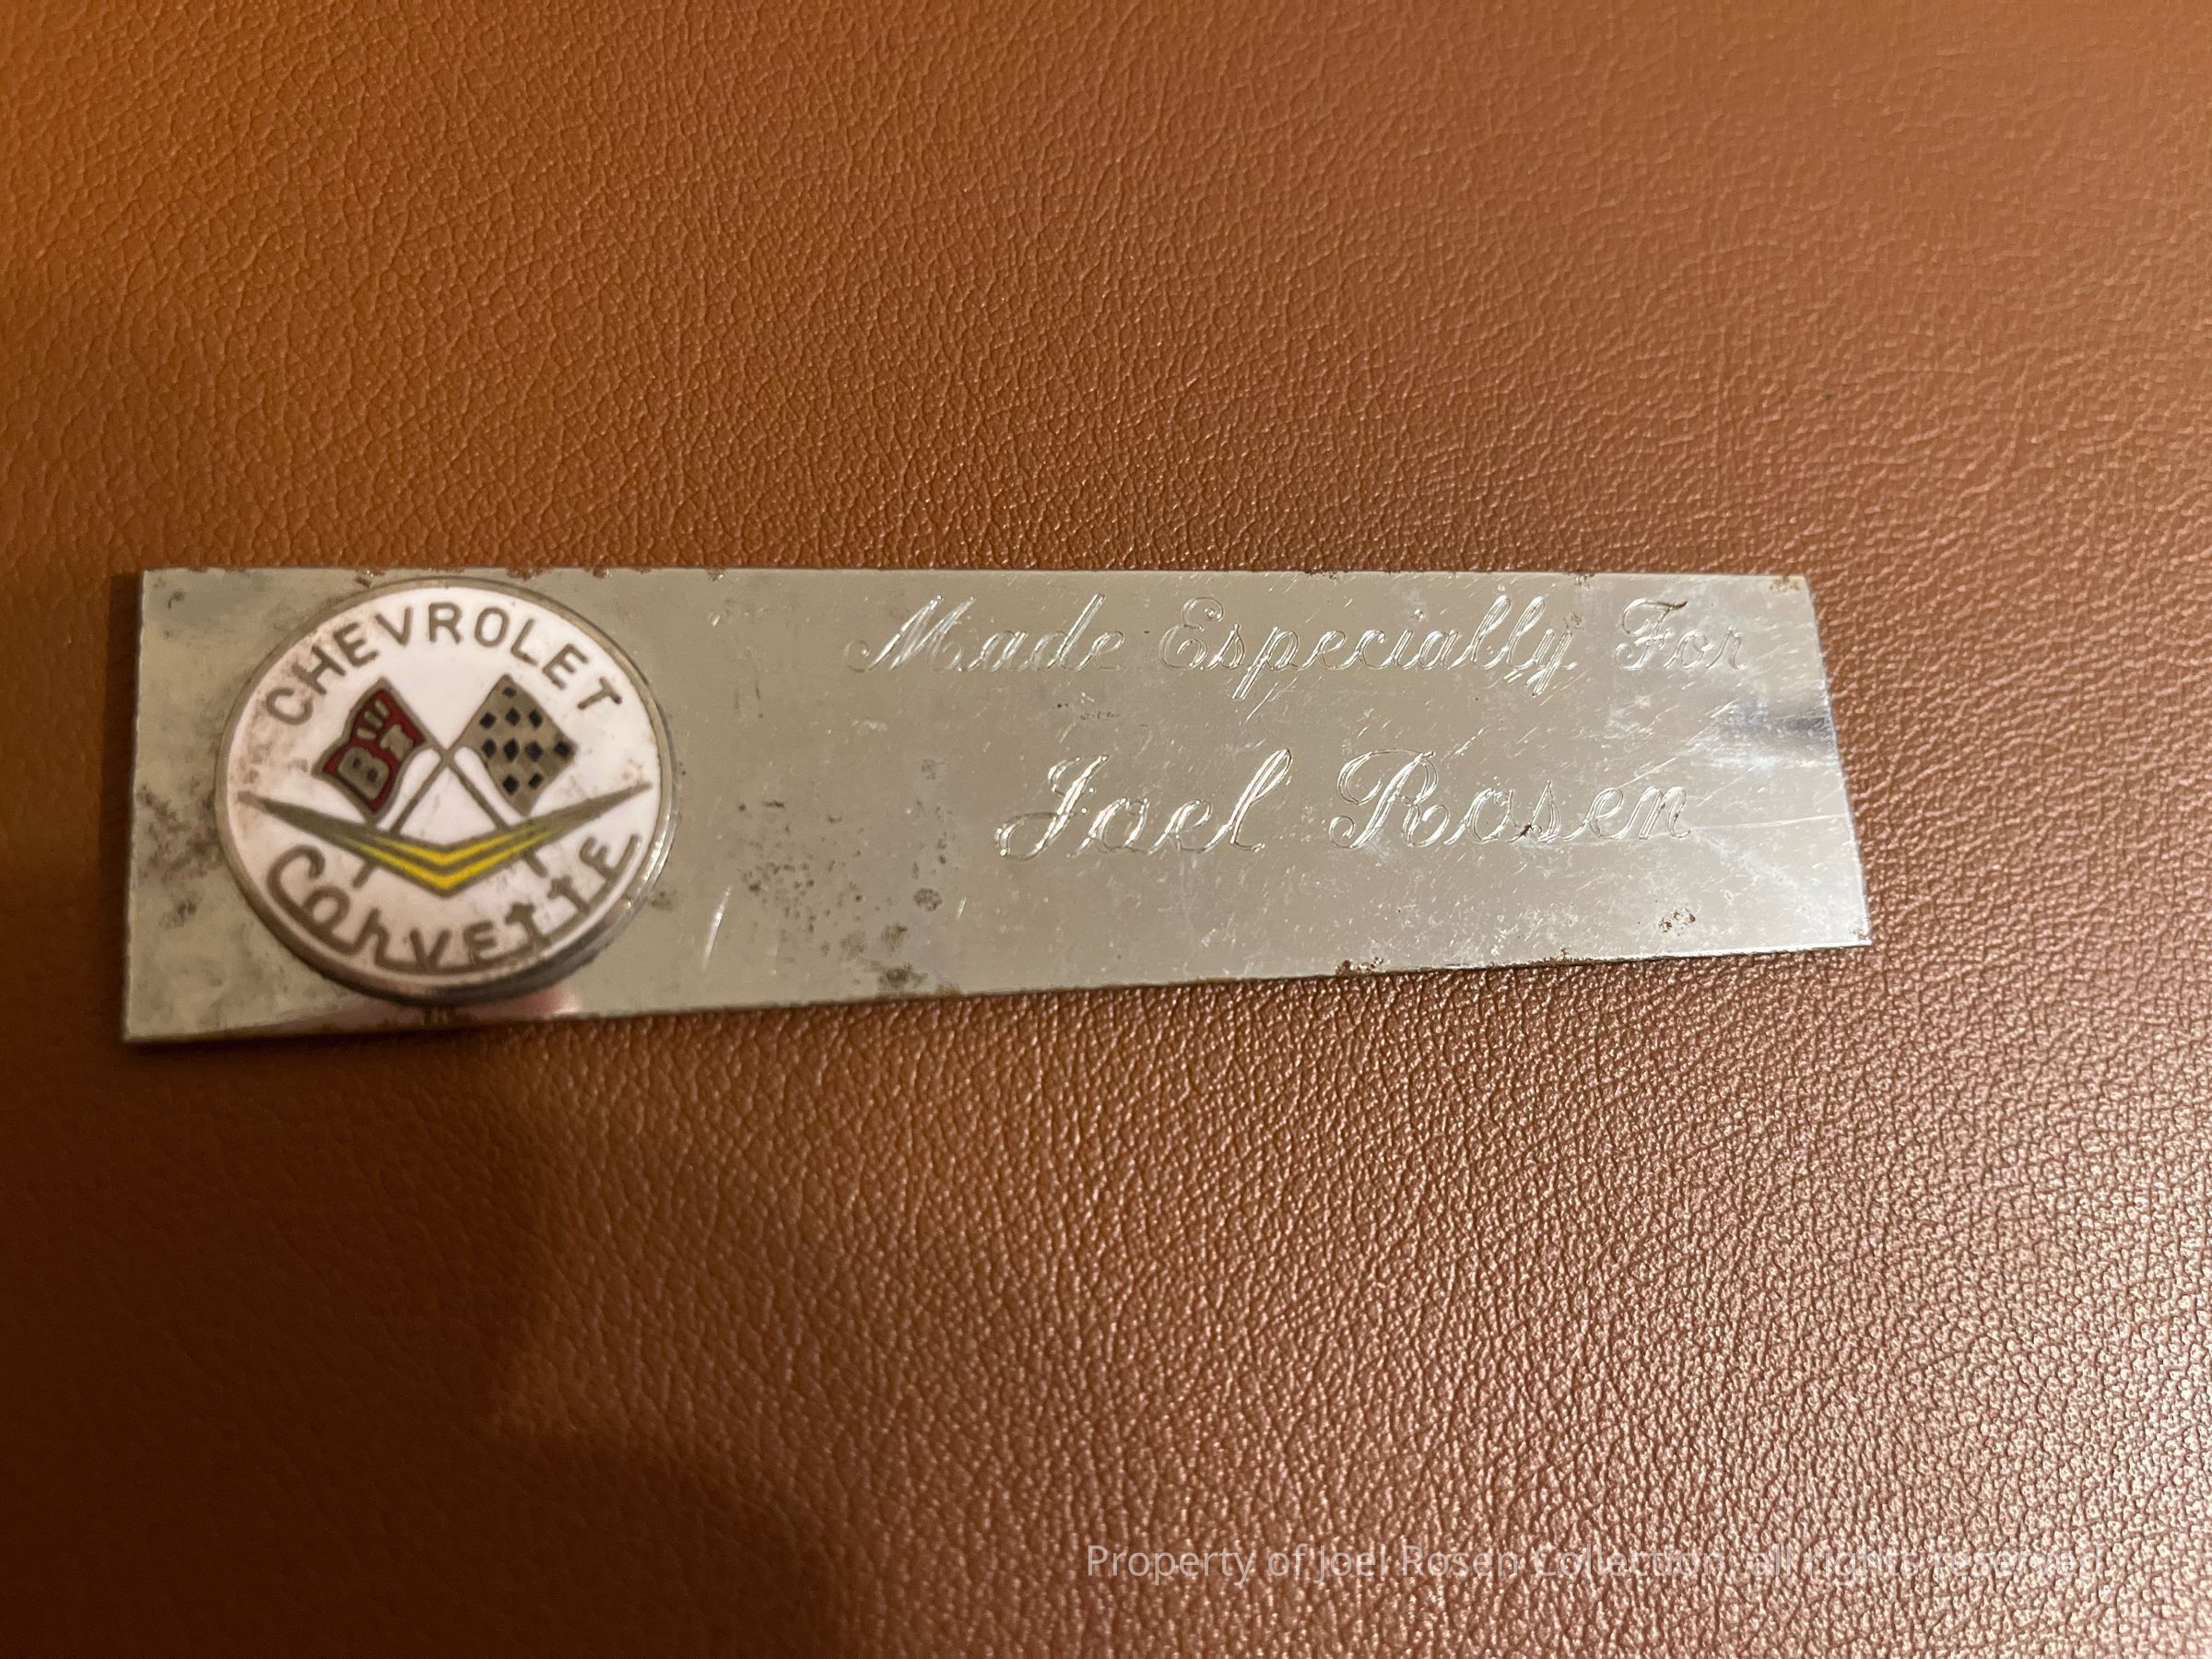 CHEVROLET
Corvette
Made Especially For
Joel Rosen
Property of Joel Rosen Collection, all rights reserved